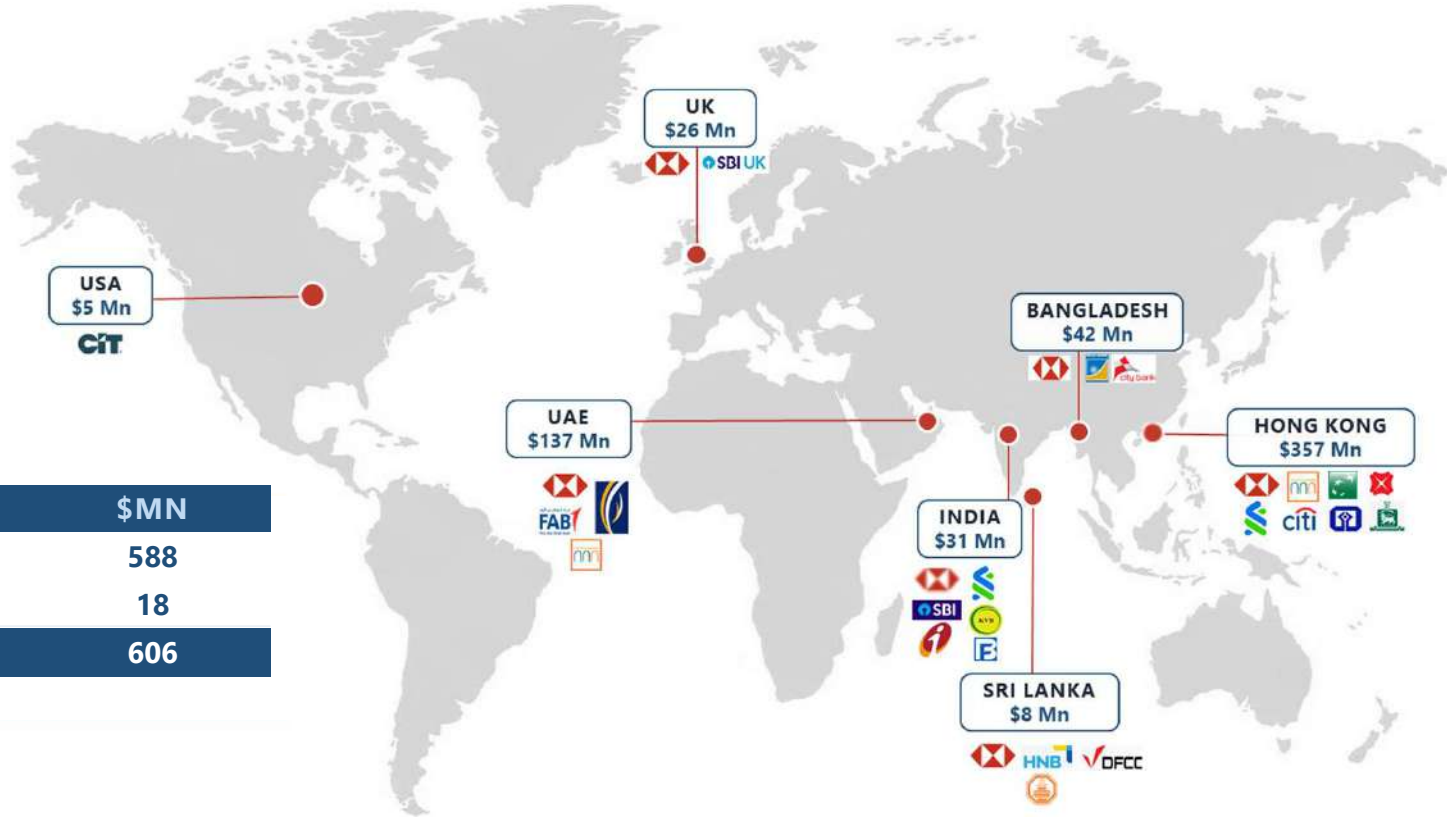 UK
$26 Mn
SBI UK
USA
$5 Mn
CIT
BANGLADESH
$42 Mn
city bank
UAE
$137 Mn
FAB
HONG KONG
$357 Mn
citi
INDIA
$31 Mn
SBI
KVB
SRI LANKA
$8 Mn
HNB
DFCC
$MN
588
18
606